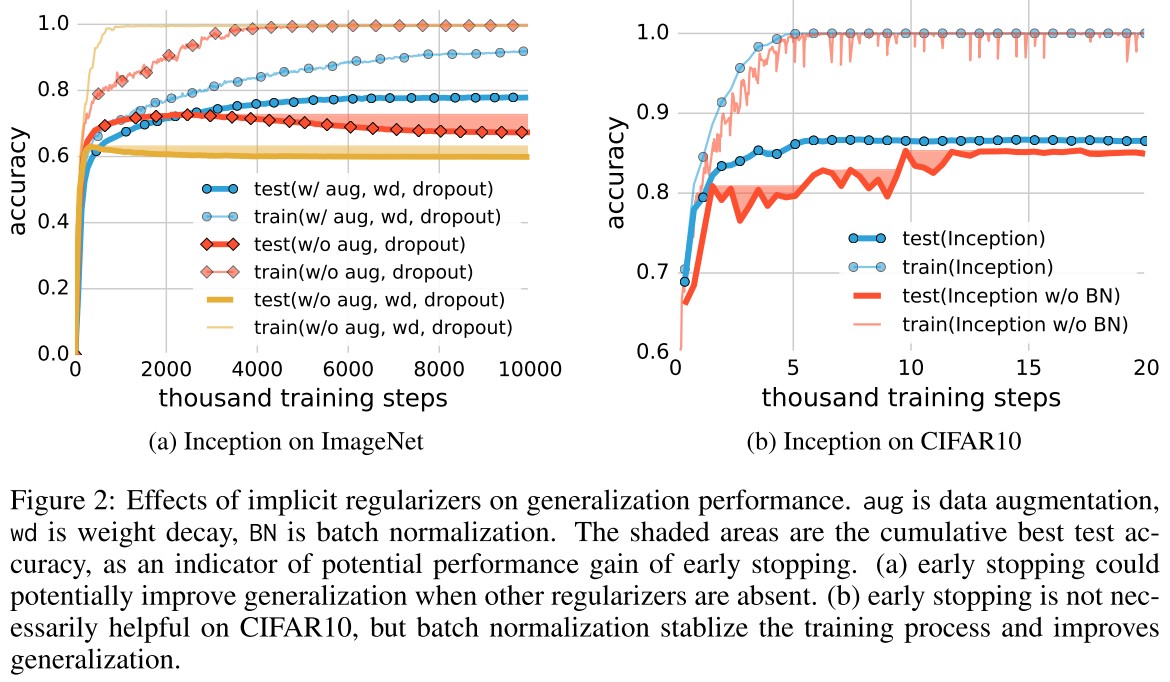 1.0
0.8
0.6
0.4
0.2
0.0
accuracy
test(w/ aug, wd, dropout)
train(w/ aug, wd, dropout)
test(w/o aug, dropout)
train(w/o aug, dropout)
test(w/o aug, wd, dropout)
train(w/o aug, wd, dropout)
0 2000 4000 6000 8000 10000
thousand training steps
(a) Inception on ImageNet
1.0
0.9
0.8
0.7
0.6
accuracy
test(Inception)
train(Inception)
test(Inception w/o BN)
train(Inception w/o BN)
0 5 10 15 20
thousand training steps
(b) Inception on CIFAR10
Figure 2: Effects of implicit regularizers on generalization performance. aug is data augmentation,
wd is weight decay, BN is batch normalization. The shaded areas are the cumulative best test ac-
curacy, as an indicator of potential performance gain of early stopping. (a) early stopping could
potentially improve generalization when other regularizers are absent. (b) early stopping is not nec-
essarily helpful on CIFAR10, but batch normalization stablize the training process and improves
generalization.